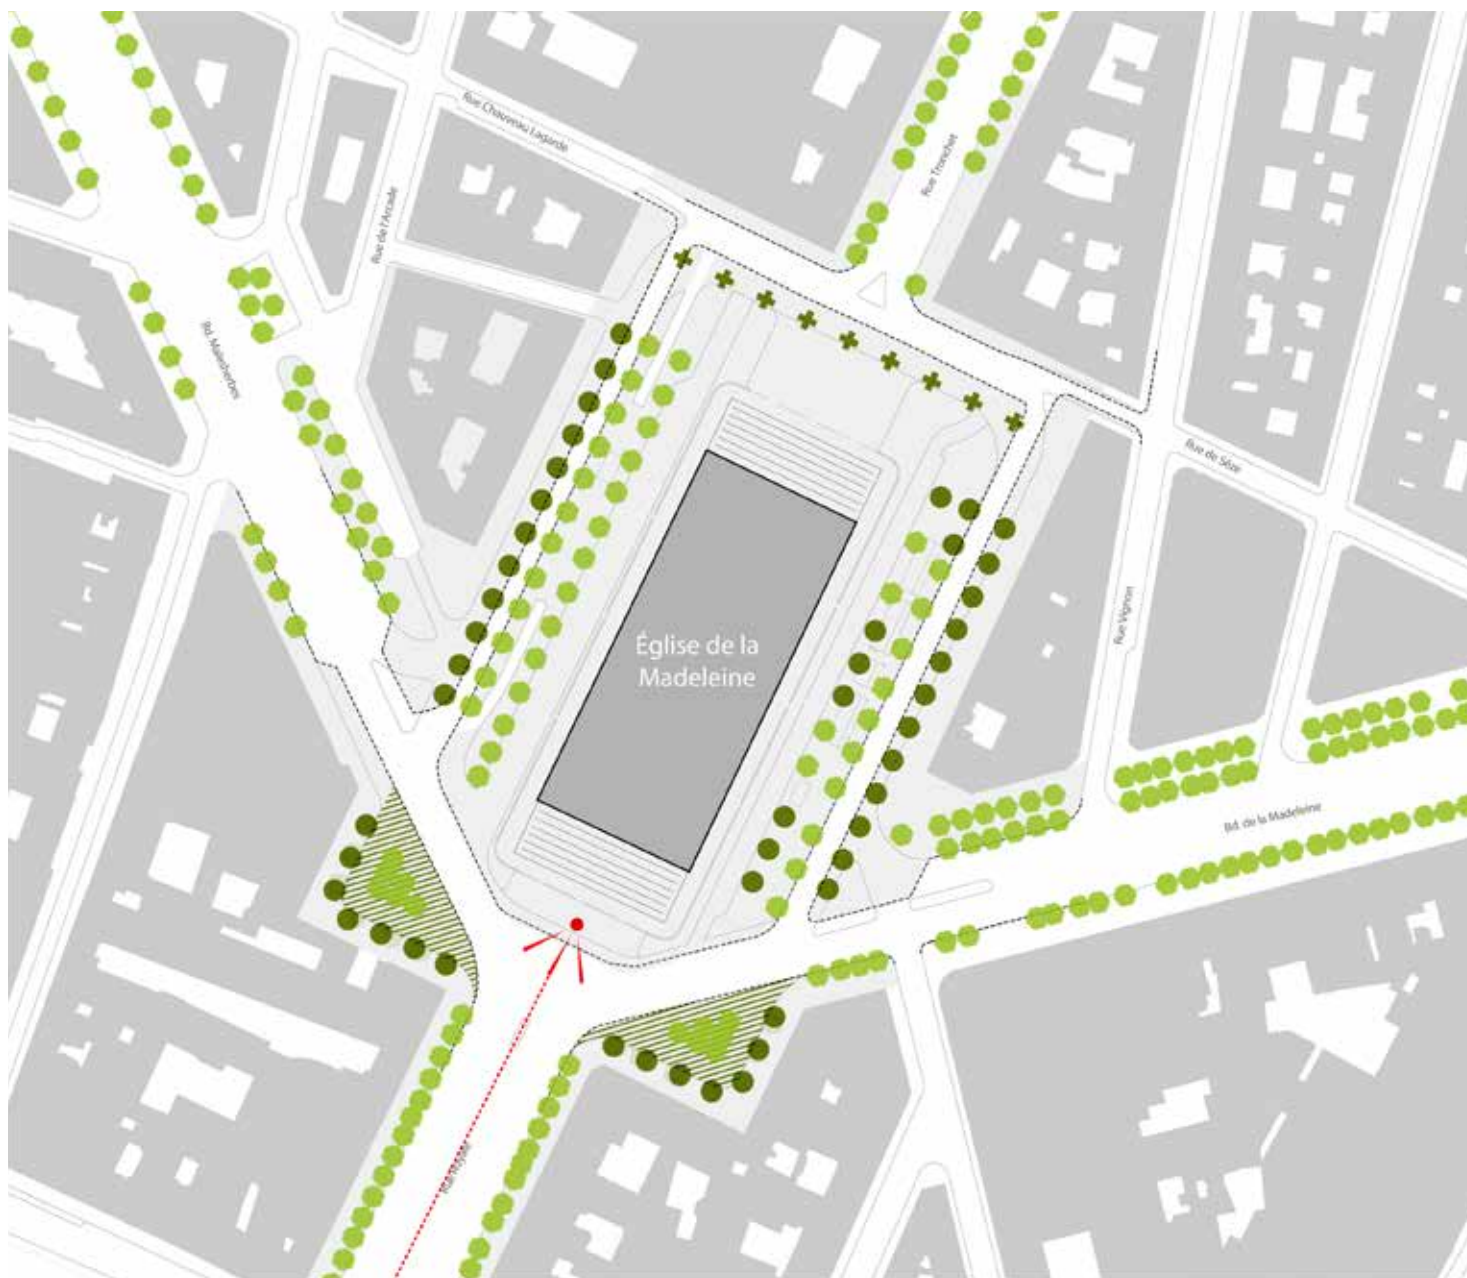 Rue Chauveau Lagarde
Rue Tronchet
Rue de l'Arcade
Bd. Malesherbes
Rue de Sèze
Église de la
Madeleine
Rue Vignon
Bd. de la Madeleine
Rue Royale